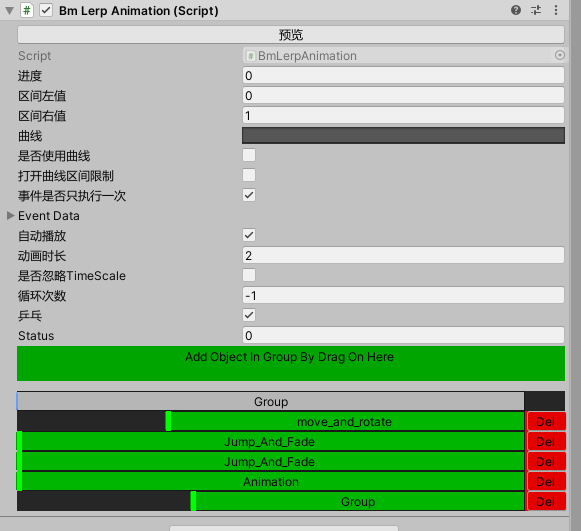 Bm Lerp Animation (Script)
预览
Script BmLerpAnimation
进度 0
区间左值 0
区间右值 1
曲线
是否使用曲线
打开曲线区间限制
事件是否只执行一次
Event Data
自动播放
动画时长 2
是否忽略TimeScale
循环次数 -1
乒乓
Status 0
Add Object In Group By Drag On Here
Group
move_and_rotate Del
Jump_And_Fade Del
Jump_And_Fade Del
Animation Del
Group Del